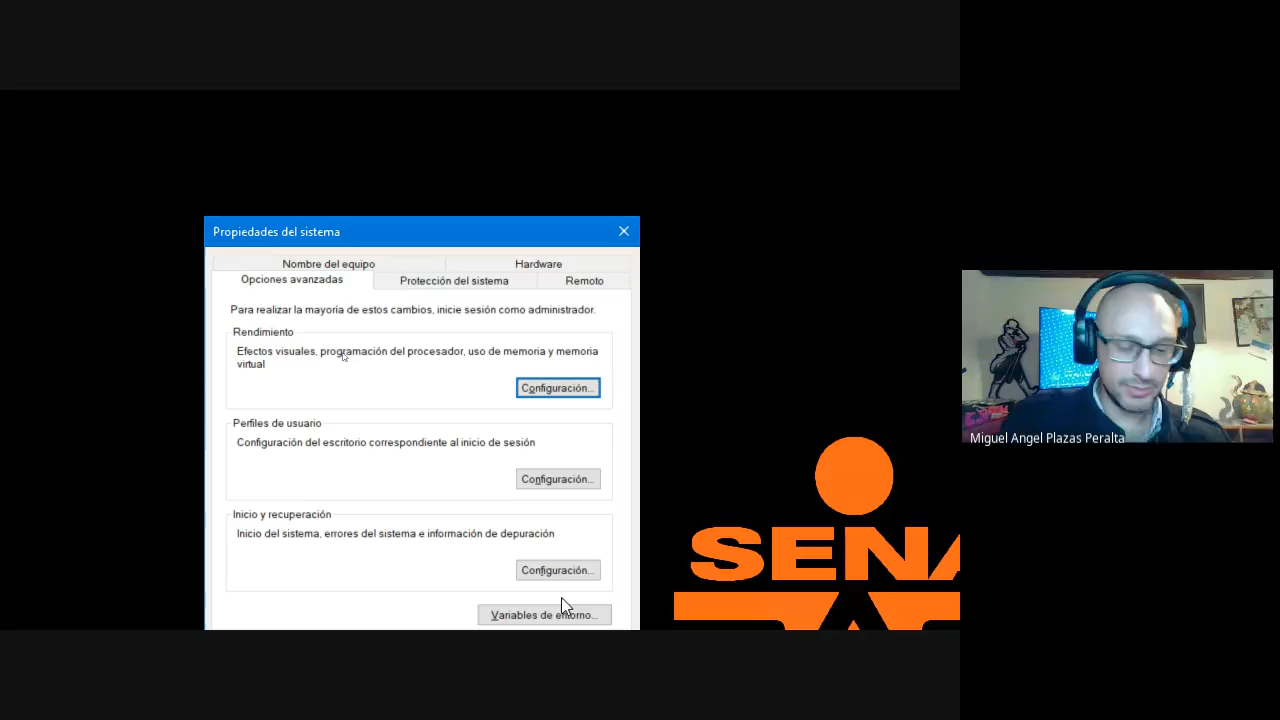 Propiedades del sistema
Nombre del equipo
Hardware
Opciones avanzadas
Protección del sistema
Remoto
Para realizar la mayoría de estos cambios, inicie sesión como administrador.
Rendimiento
Efectos visuales, programación del procesador, uso de memoria y memoria
virtual
Configuración...
Perfiles de usuario
Configuración del escritorio correspondiente al inicio de sesión
Configuración...
Inicio y recuperación
Inicio del sistema, errores del sistema e información de depuración
Configuración...
Variables de entorno...
SENA
Miguel Angel Plazas Peralta